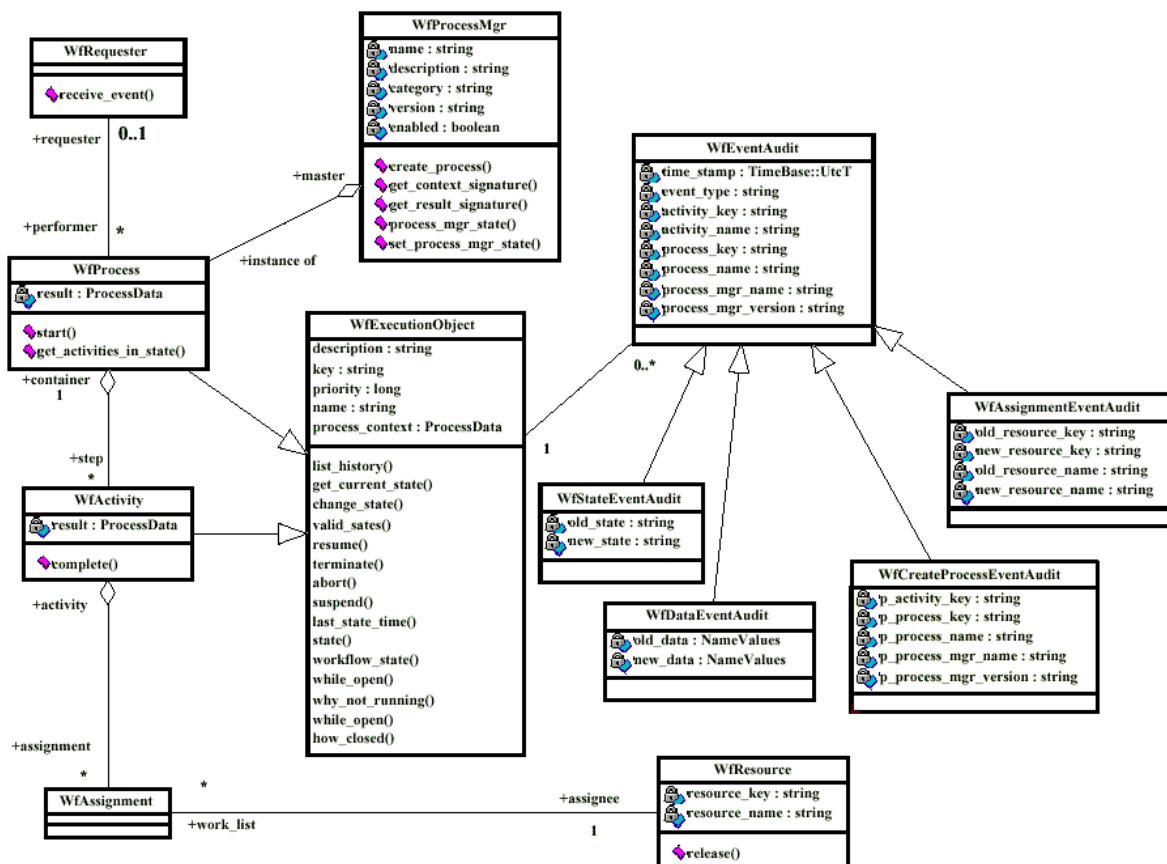 WfRequester
receive_event()
+requester
0..1
+performer
*
WfProcessMgr
name : string
description : string
category : string
version : string
enabled : boolean
create_process()
get_context_signature()
get_result_signature()
process_mgr_state()
set_process_mgr_state()
+master
+instance of
WfProcess
result : ProcessData
start()
get_activities_in_state()
+container
1
+step
*
WfActivity
result : ProcessData
complete()
+activity
+assignment
*
WfAssignment
*
+work_list
WfExecutionObject
description : string
key : string
priority : long
name : string
process_context : ProcessData
list_history()
get_current_state()
change_state()
valid_sates()
resume()
terminate()
abort()
suspend()
last_state_time()
state()
workflow_state()
while_open()
why_not_running()
while_open()
how_closed()
1
0..*
WfEventAudit
time_stamp : TimeBase::UtcT
event_type : string
activity_key : string
activity_name : string
process_key : string
process_name : string
process_mgr_name : string
process_mgr_version : string
WfAssignmentEventAudit
old_resource_key : string
new_resource_key : string
old_resource_name : string
new_resource_name : string
WfStateEventAudit
old_state : string
new_state : string
WfCreateProcessEventAudit
p_activity_key : string
p_process_key : string
p_process_name : string
p_process_mgr_name : string
p_process_mgr_version : string
WfDataEventAudit
old_data : NameValues
new_data : NameValues
+assignee
1
WfResource
resource_key : string
resource_name : string
release()